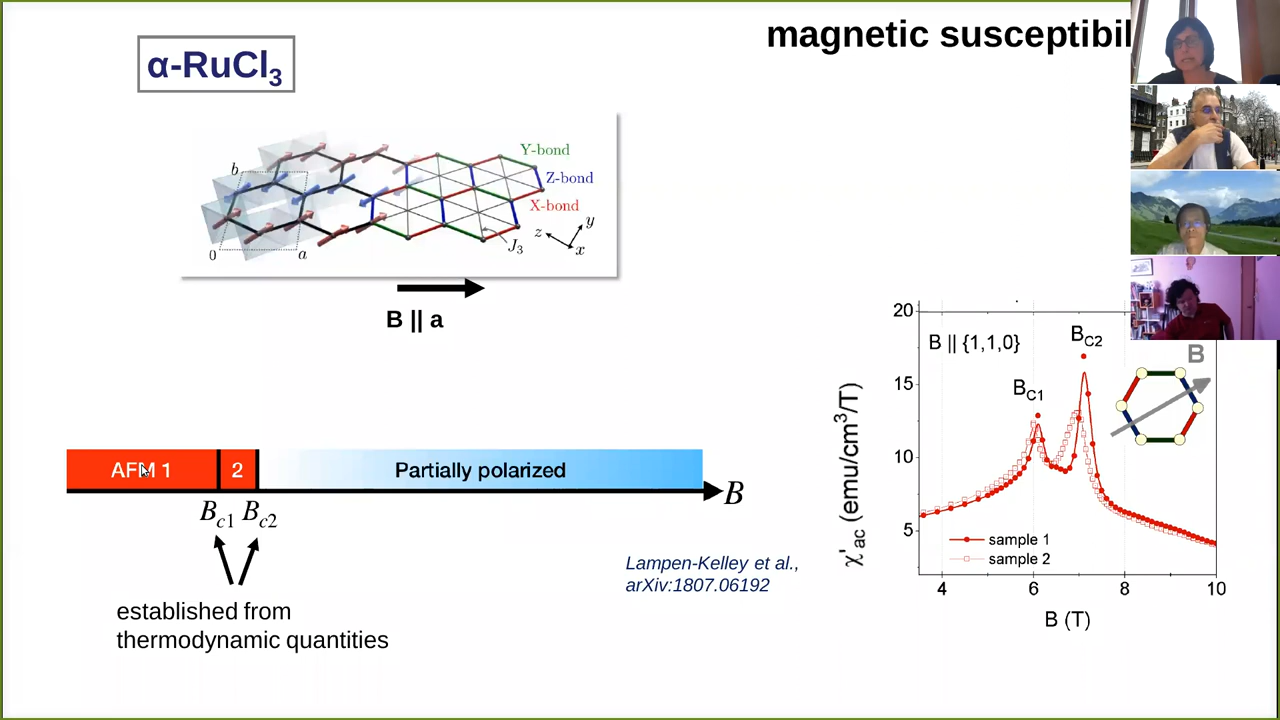 magnetic susceptibil
α-RuCl3
Y-bond
Z-bond
X-bond
b
0
a
J3
z
y
x
B || a
AFM 1
2
Partially polarized
B
Bc1 Bc2
established from
thermodynamic quantities
Lampen-Kelley et al.,
arXiv:1807.06192
B || {1,1,0}
BC1
BC2
B
χ'ac (emu/cm3/T)
20
15
10
5
sample 1
sample 2
4 6 8 10
B (T)